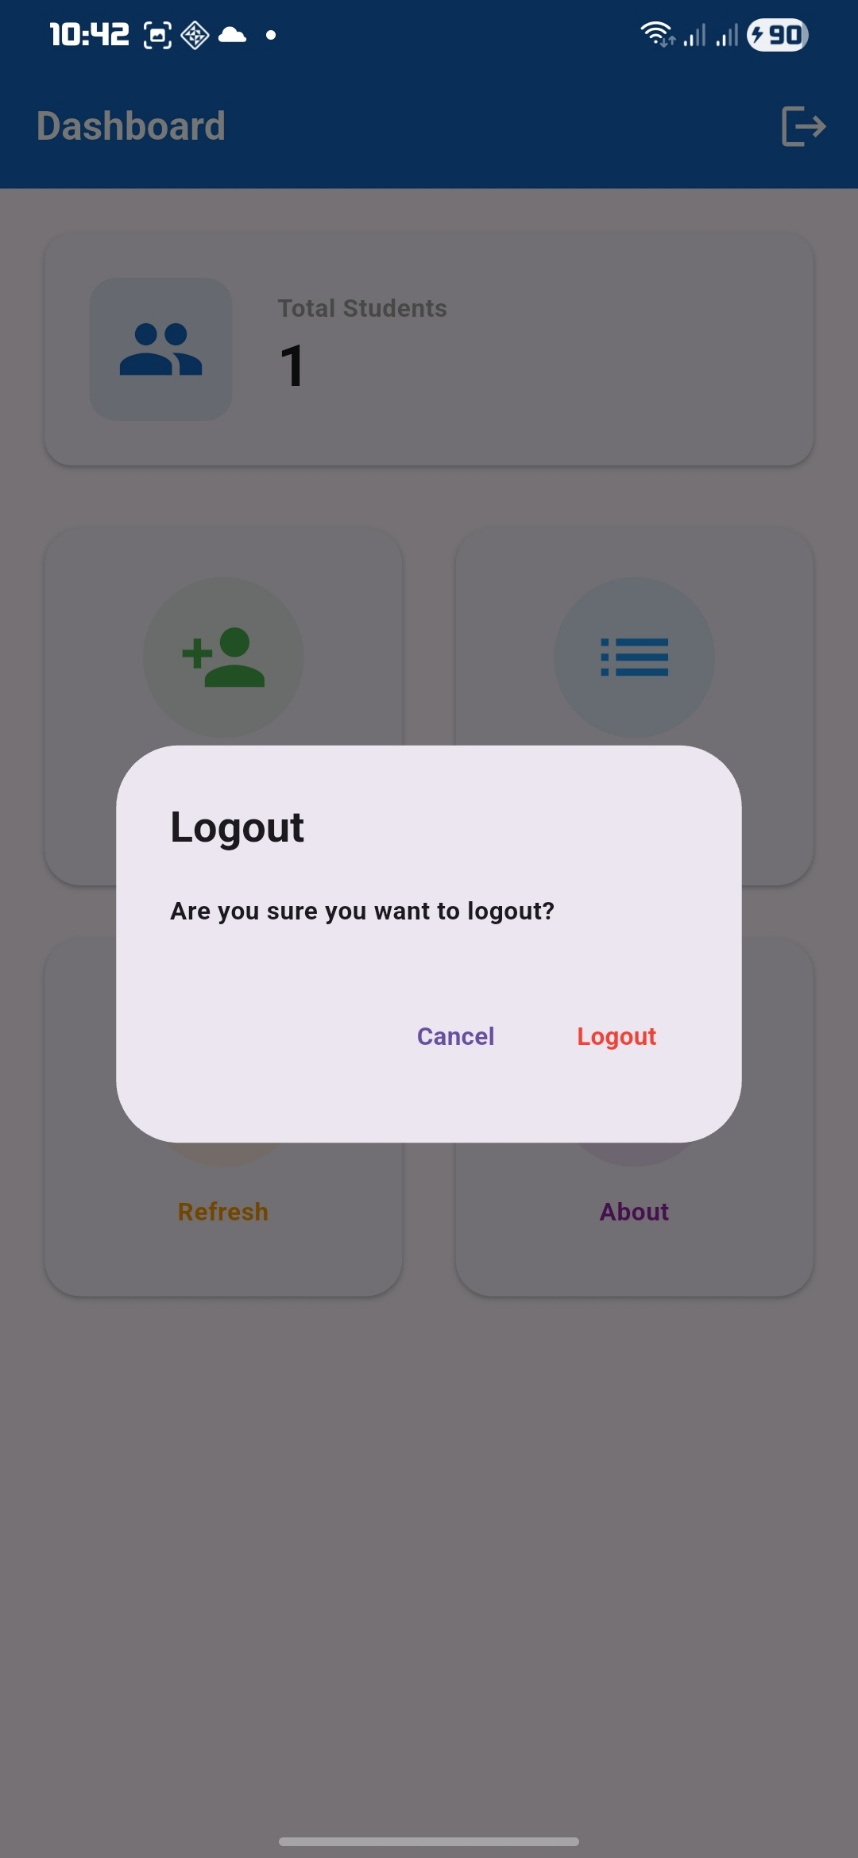 10:42
90
Dashboard
Total Students
1
Logout
Are you sure you want to logout?
Cancel Logout
Refresh About